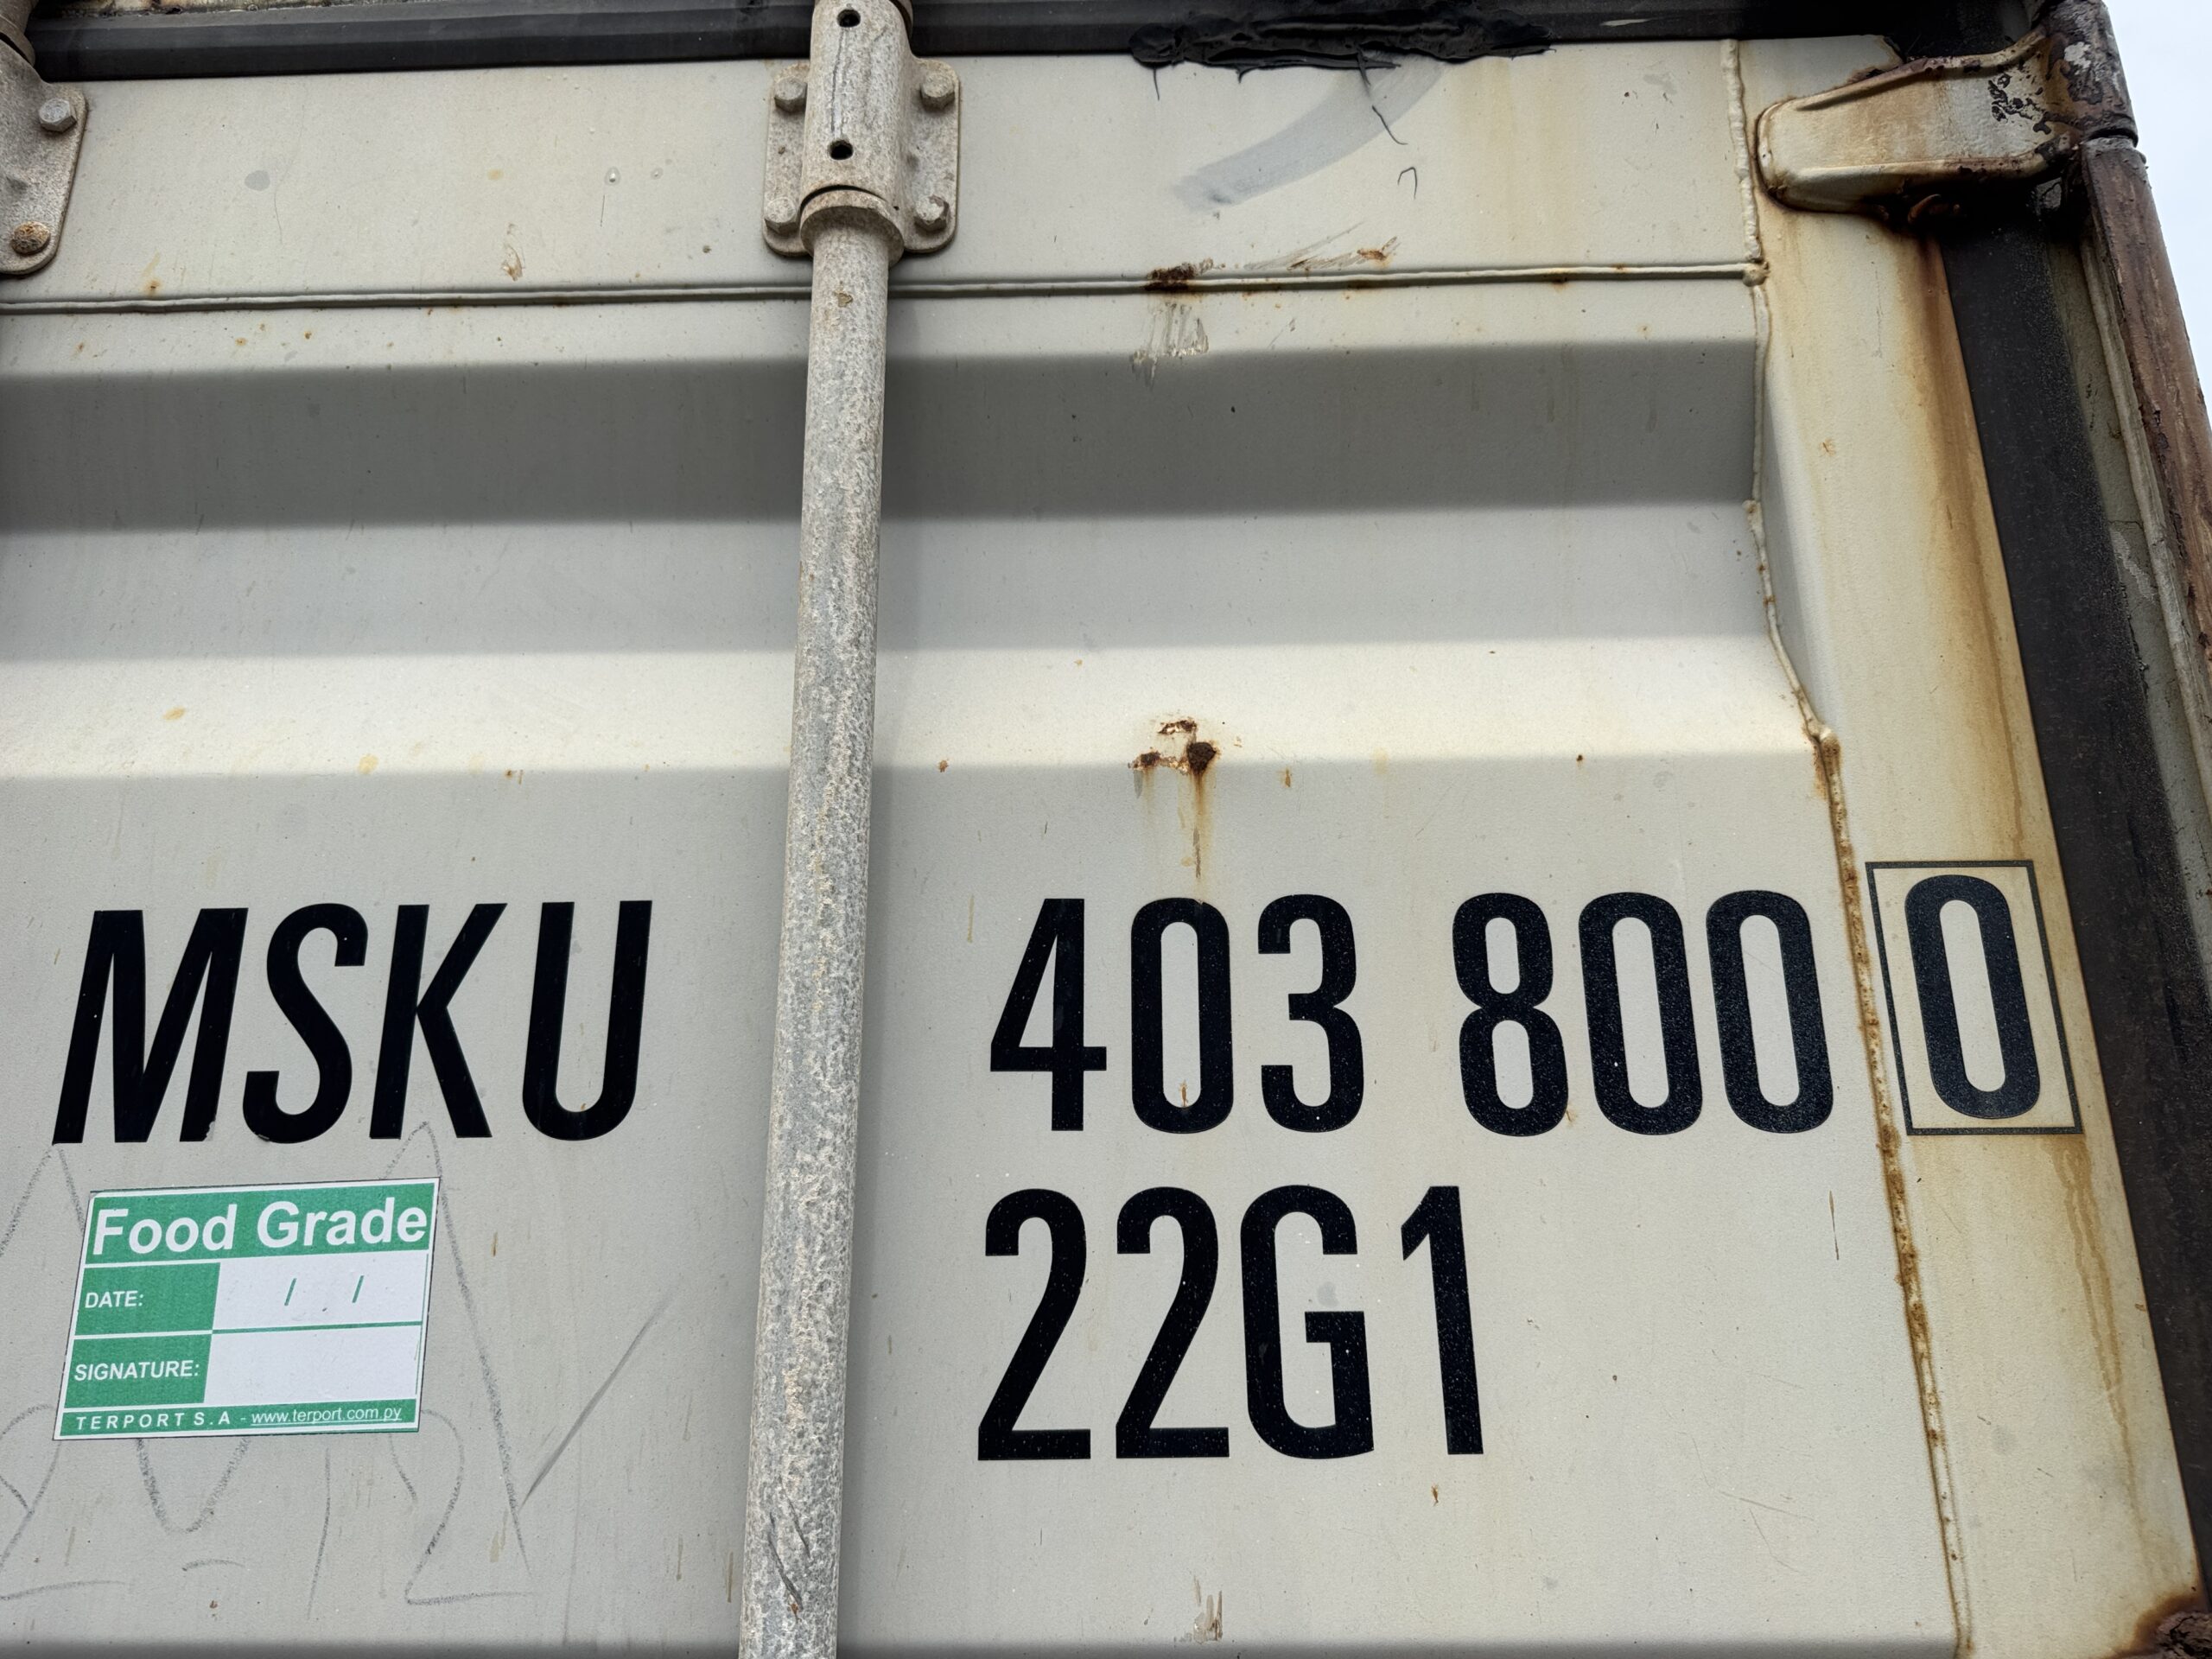 MSKU 403 800 0
22G1
Food Grade
DATE: / /
SIGNATURE:
TERPORT S.A - www.terport.com.py